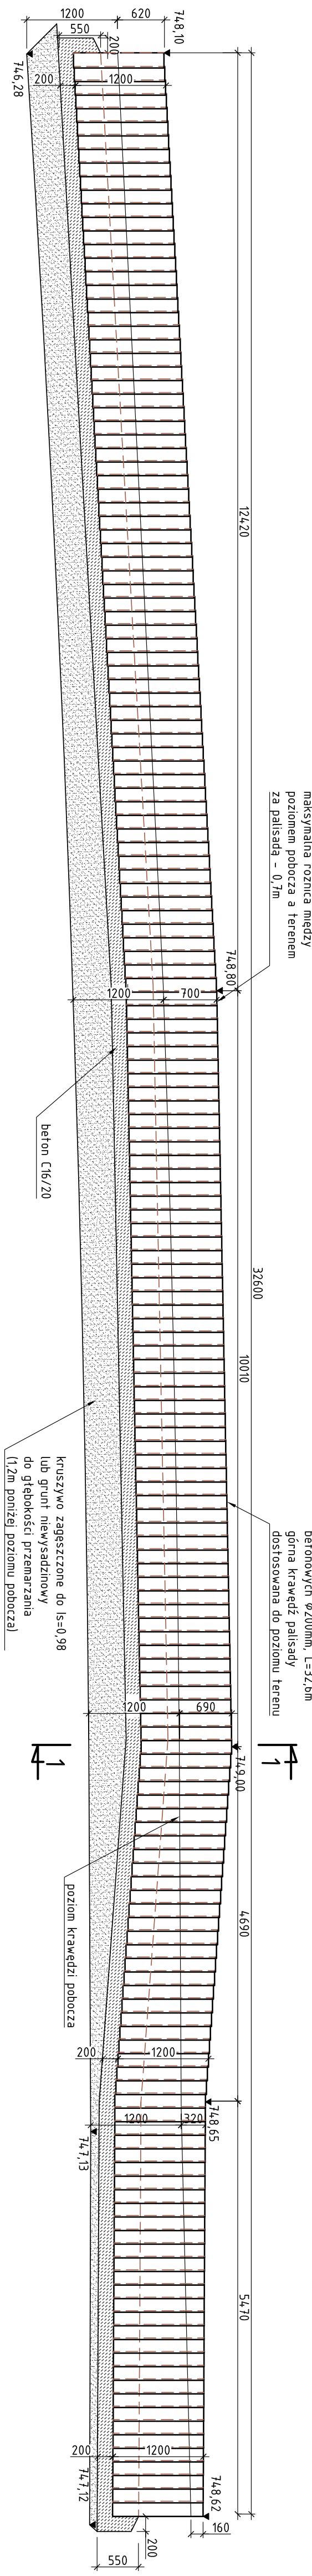 1200
620
748,10
550
200
746,28
200
1200
12420
maksymalna różnica między
poziomem pobocza a terenem
za palisadą - 0,7m
748,80
1200
700
beton C16/20
32600
10010
kruszywo zagęszczone do Is=0,98
lub grunt niewysadzinowy
do głębokości przemarzania
(1,2m poniżej poziomu pobocza)
betonowych φ200mm, L=32,6m
górna krawędź palisady
dostosowana do poziomu terenu
1200
690
749,00
1
1
poziom krawędzi pobocza
4690
200
1200
1200
320
748,65
747,13
5470
200
1200
748,62
747,12
160
200
550